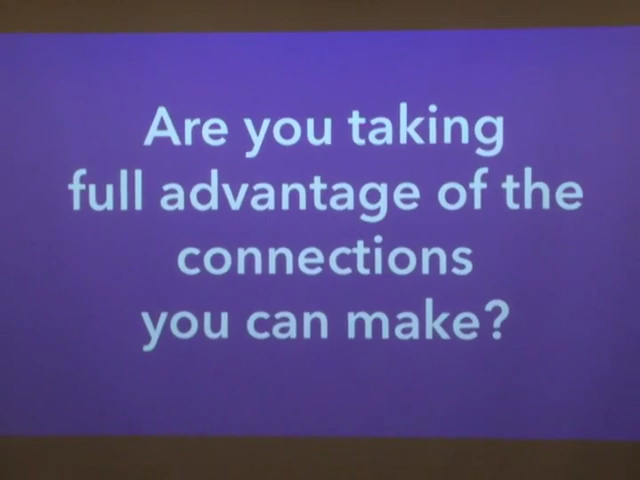 Are you taking
full advantage of the
connections
you can make?